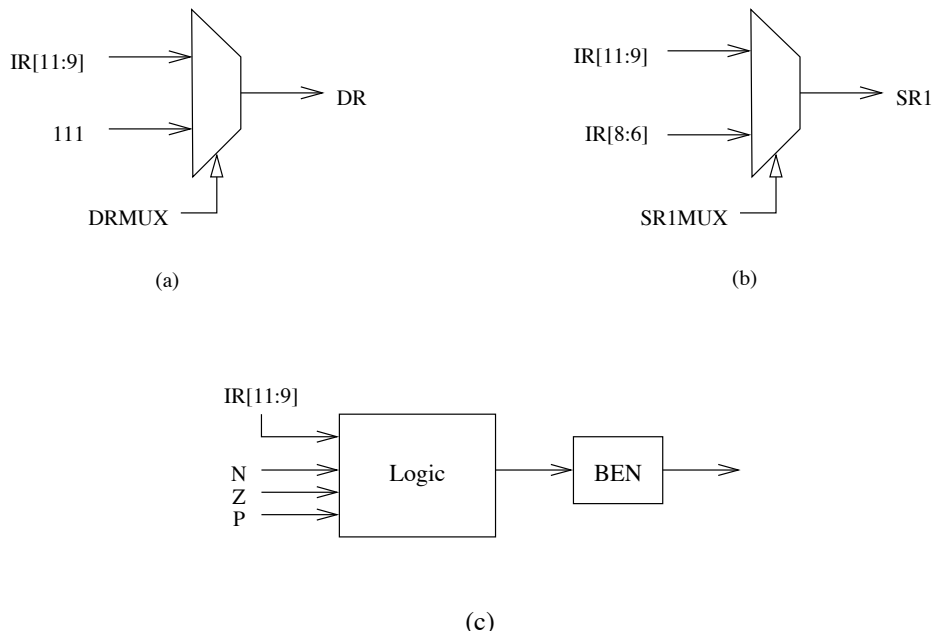 IR[11:9]
DR
111
DRMUX
(a)
IR[11:9]
SR1
IR[8:6]
SR1MUX
(b)
IR[11:9]
N
Z
P
Logic
BEN
(c)